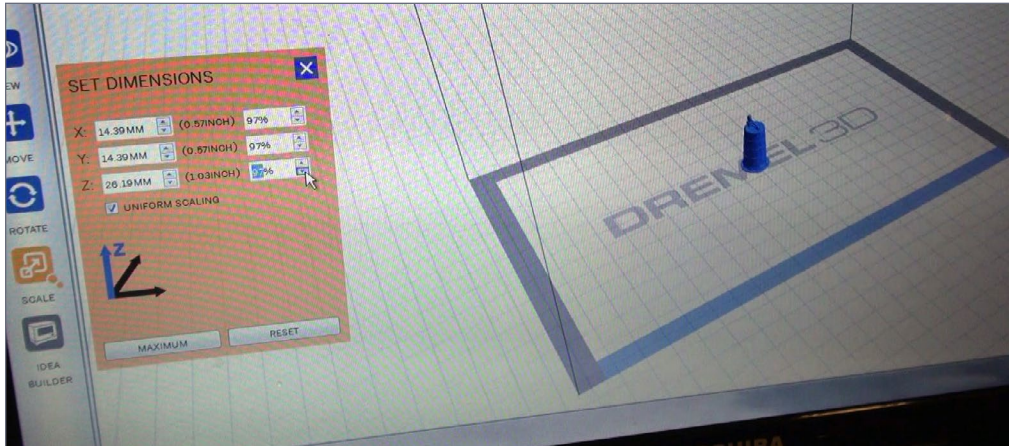 SET DIMENSIONS
X: 14.39MM (0.57INCH) 97%
Y: 14.39MM (0.57INCH) 97%
Z: 26.19MM (1.03INCH) 97%
UNIFORM SCALING
Z
MAXIMUM RESET
MOVE
ROTATE
SCALE
IDEA
BUILDER
DREMEL3D